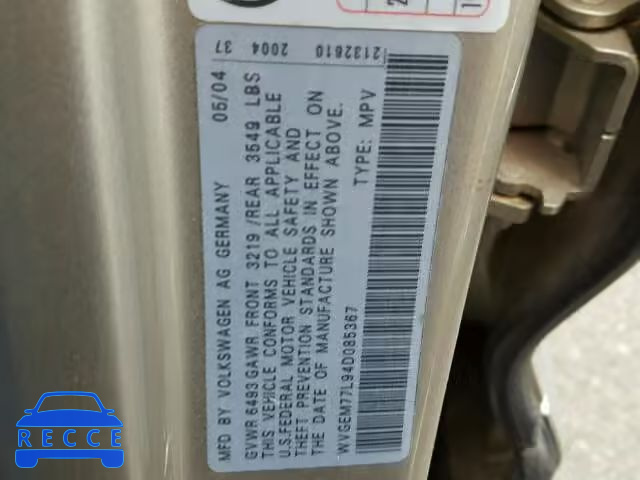 37 2004 2132610
MFD BY VOLKSWAGEN AG GERMANY 05/04
GVWR 6493 GAWR FRONT 3219 /REAR 3549 LBS
THIS VEHICLE CONFORMS TO ALL APPLICABLE
U.S.FEDERAL MOTOR VEHICLE SAFETY AND
THEFT PREVENTION STANDARDS IN EFFECT ON
THE DATE OF MANUFACTURE SHOWN ABOVE.
WVGEM77L94D085367 TYPE: MPV
AUTOBIDMASTER